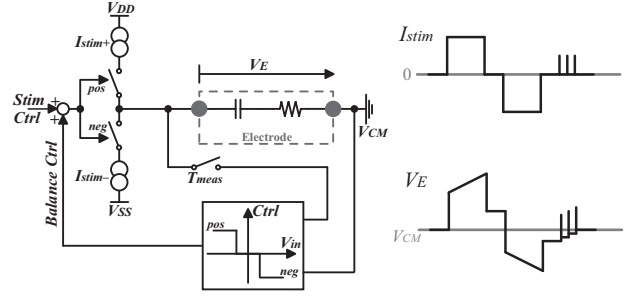 VDD
Istim+
pos
Stim +
Ctrl +
neg
Istim–
VSS
Balance Ctrl
VE
Electrode
VCM
Tmeas
Ctrl
pos
Vin
neg
Istim
0
VE
VCM